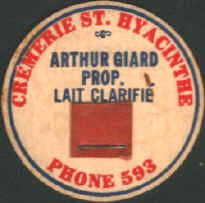 CREMERIE ST. HYACINTHE
ARTHUR GIARD
PROP.
LAIT CLARIFIÉ
PHONE 593